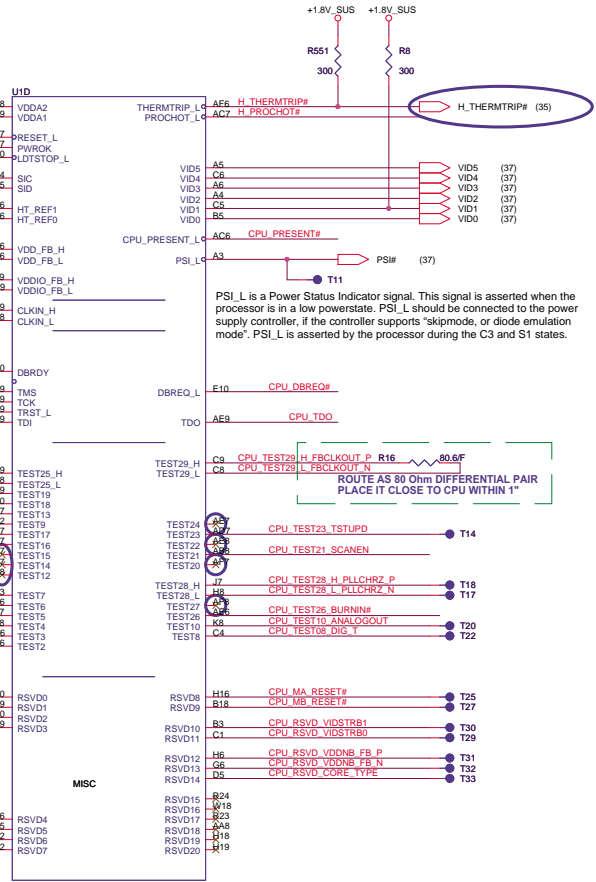 +1.8V_SUS +1.8V_SUS
R551 R8
300 300
U1D
VDDA2 THERMTRIP_L AF6 H_THERMTRIP# H_THERMTRIP# (35)
VDDA1 PROCHOT_L AC7 H_PROCHOT#
RESET_L
PWROK
LDTSTOP_L
VID5 A5 VID5 (37)
SIC VID4 C6 VID4 (37)
SID VID3 A6 VID3 (37)
VID2 A4 VID2 (37)
HT_REF1 VID1 C5 VID1 (37)
HT_REF0 VID0 B5 VID0 (37)
CPU_PRESENT_L AC6 CPU_PRESENT#
VDD_FB_H
VDD_FB_L PSI_L A3 PSI# (37)
VDDIO_FB_H T11
VDDIO_FB_L
PSI_L is a Power Status Indicator signal. This signal is asserted when the
processor is in a low powerstate. PSI_L should be connected to the power
supply controller, if the controller supports “skipmode, or diode emulation
mode”. PSI_L is asserted by the processor during the C3 and S1 states.
CLKIN_H
CLKIN_L
DBRDY
TMS DBREQ_L E10 CPU_DBREQ#
TCK
TRST_L
TDI TDO AE9 CPU_TDO
TEST29_H C9 CPU_TEST29_H_FBCLKOUT_P R16 80.6/F
TEST25_H TEST29_L C8 CPU_TEST29_L_FBCLKOUT_N
ROUTE AS 80 Ohm DIFFERENTIAL PAIR
PLACE IT CLOSE TO CPU WITHIN 1"
TEST25_L
TEST19
TEST18
TEST13
TEST9 TEST24 AE7
TEST17 TEST23 AD7 CPU_TEST23_TSTUPD T14
TEST16 TEST22 AE8
TEST15 TEST21 AB8 CPU_TEST21_SCANEN
TEST14 TEST20 AF7
TEST12
TEST28_H J7 CPU_TEST28_H_PLLCHRZ_P T18
TEST7 TEST28_L H8 CPU_TEST28_L_PLLCHRZ_N T17
TEST6 TEST27 AF8
TEST5 TEST26 AE6 CPU_TEST26_BURNIN#
TEST4 TEST10 K8 CPU_TEST10_ANALOGOUT T20
TEST3 TEST8 C4 CPU_TEST08_DIG_T T22
TEST2
RSVD0 RSVD8 H16 CPU_MA_RESET# T25
RSVD1 RSVD9 B18 CPU_MB_RESET# T27
RSVD2
RSVD3 RSVD10 B3 CPU_RSVD_VIDSTRB1 T30
RSVD11 C1 CPU_RSVD_VIDSTRB0 T29
RSVD12 H6 CPU_RSVD_VDDNB_FB_P T31
RSVD13 G6 CPU_RSVD_VDDNB_FB_N T32
RSVD14 D5 CPU_RSVD_CORE_TYPE T33
MISC
RSVD15 R24
RSVD16 W18
RSVD4 RSVD17 R23
RSVD5 RSVD18 AA8
RSVD6 RSVD19 H18
RSVD7 RSVD20 H19